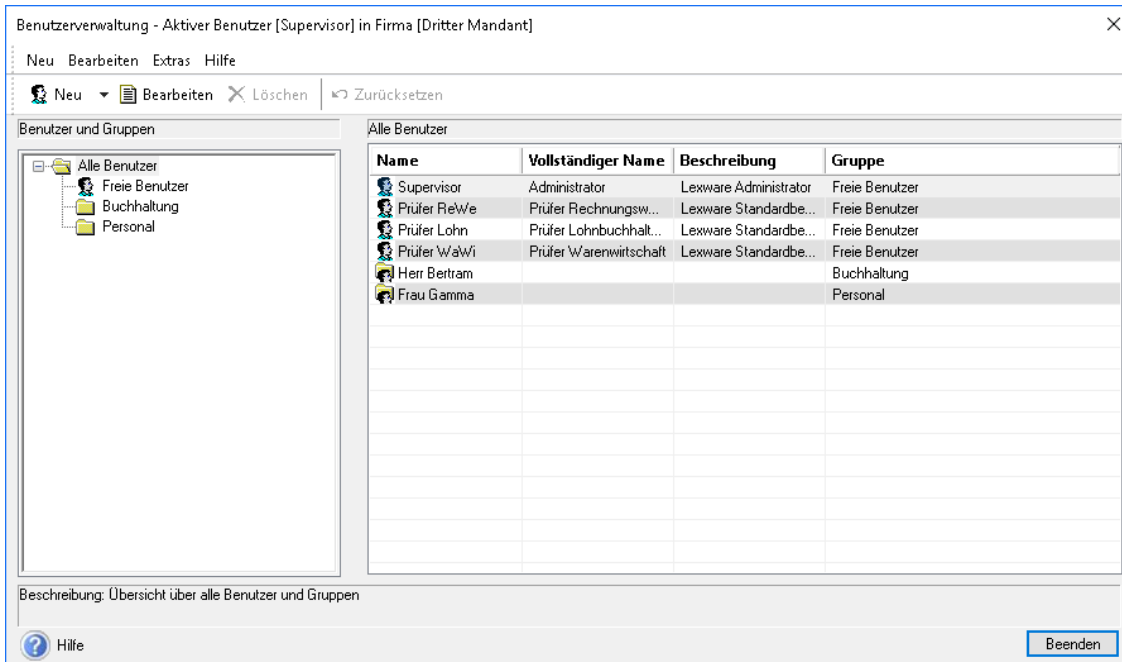 Benutzerverwaltung - Aktiver Benutzer [Supervisor] in Firma [Dritter Mandant]
Neu Bearbeiten Extras Hilfe
Neu Bearbeiten Löschen Zurücksetzen
Benutzer und Gruppen
Alle Benutzer
Freie Benutzer
Buchhaltung
Personal
Alle Benutzer
Name Vollständiger Name Beschreibung Gruppe
Supervisor Administrator Lexware Administrator Freie Benutzer
Prüfer ReWe Prüfer Rechnungsw... Lexware Standardbe... Freie Benutzer
Prüfer Lohn Prüfer Lohnbuchhalt... Lexware Standardbe... Freie Benutzer
Prüfer WaWi Prüfer Warenwirtschaft Lexware Standardbe... Freie Benutzer
Herr Bertram Buchhaltung
Frau Gamma Personal
Beschreibung: Übersicht über alle Benutzer und Gruppen
Hilfe Beenden